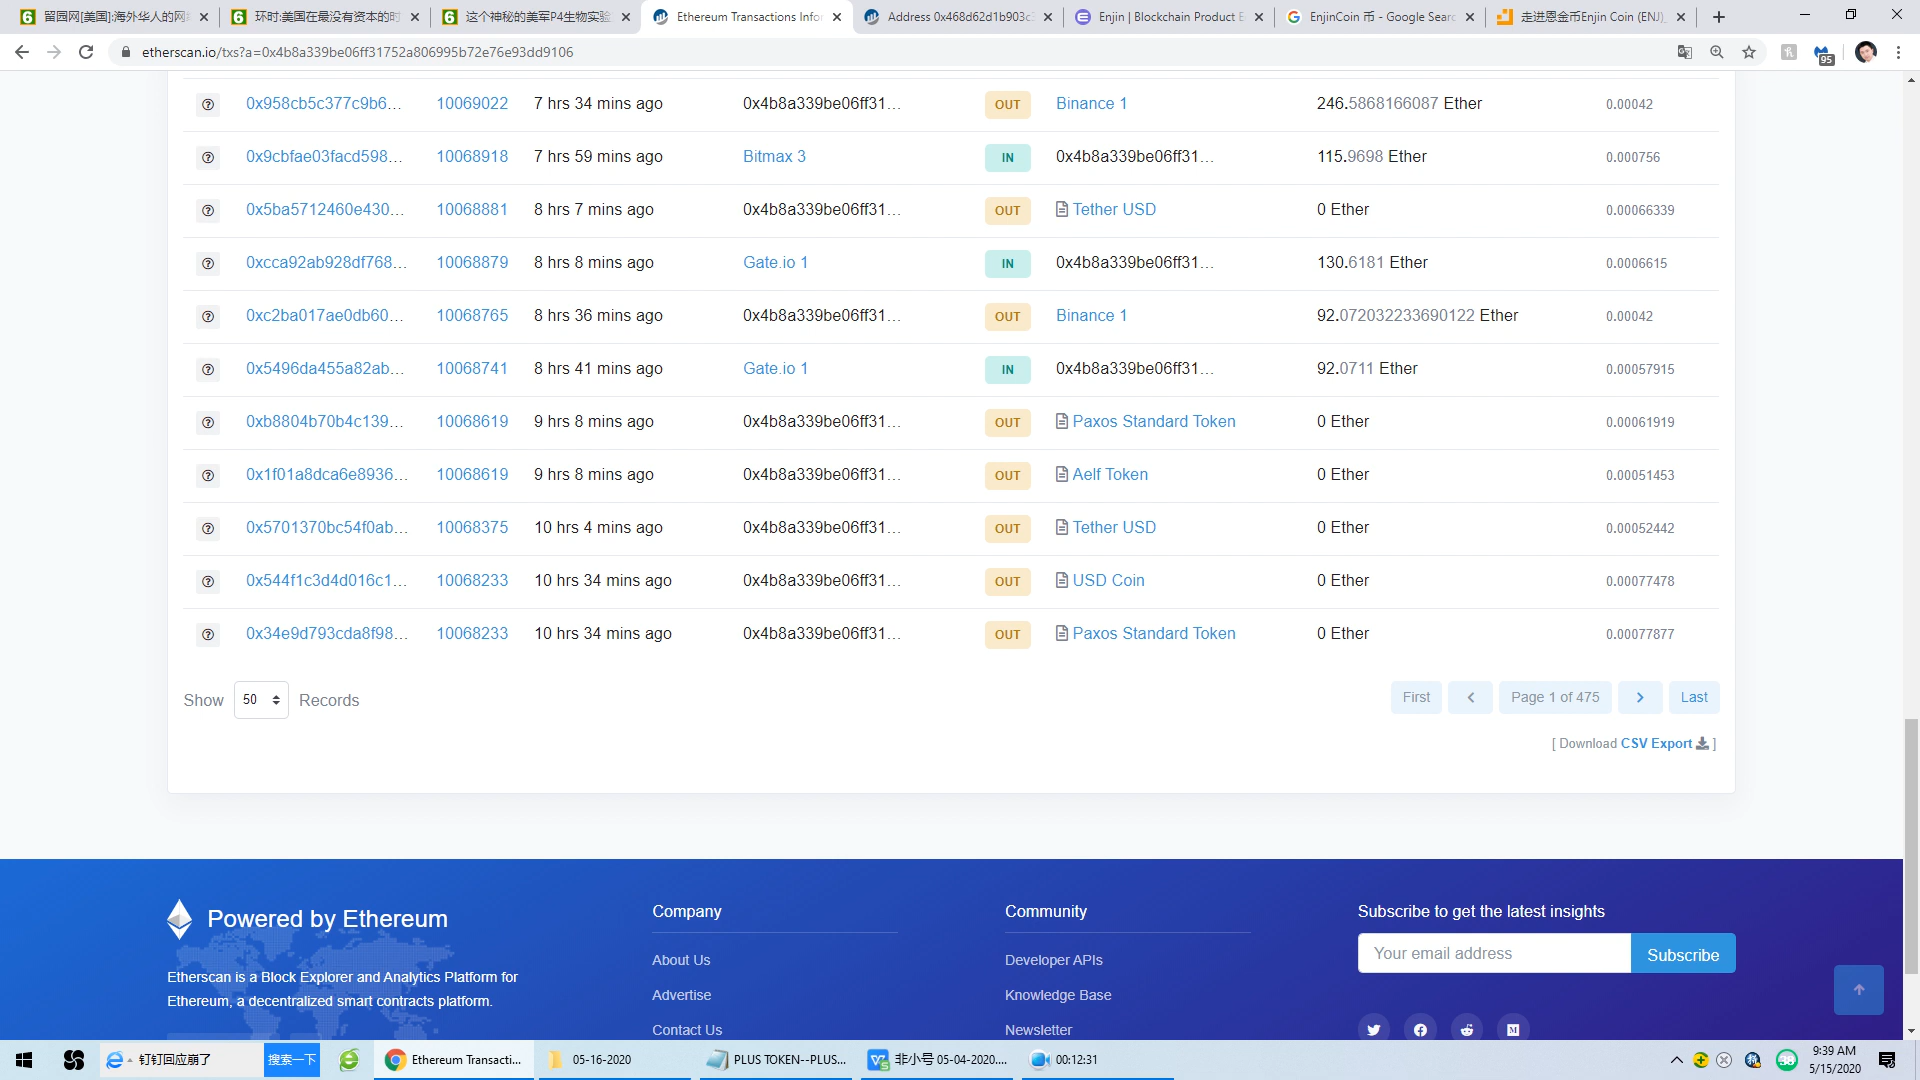 留园网[美国]:海外华人的网
环时:美国在最没有资本的时
这个神秘的美军P4生物实验
Ethereum Transactions Infor
Address 0x468d62d1b903c
Enjin | Blockchain Product E
EnjinCoin 币 - Google Searc
走进恩金币Enjin Coin (ENJ)
etherscan.io/txs?a=0x4b8a339be06ff31752a806995b72e76e93dd9106
95
0x958cb5c377c9b6... 10069022 7 hrs 34 mins ago 0x4b8a339be06ff31... OUT Binance 1 246.5868166087 Ether 0.00042
0x9cbfae03facd598... 10068918 7 hrs 59 mins ago Bitmax 3 IN 0x4b8a339be06ff31... 115.9698 Ether 0.000756
0x5ba5712460e430... 10068881 8 hrs 7 mins ago 0x4b8a339be06ff31... OUT Tether USD 0 Ether 0.00066339
0xcca92ab928df768... 10068879 8 hrs 8 mins ago Gate.io 1 IN 0x4b8a339be06ff31... 130.6181 Ether 0.0006615
0xc2ba017ae0db60... 10068765 8 hrs 36 mins ago 0x4b8a339be06ff31... OUT Binance 1 92.072032233690122 Ether 0.00042
0x5496da455a82ab... 10068741 8 hrs 41 mins ago Gate.io 1 IN 0x4b8a339be06ff31... 92.0711 Ether 0.00057915
0xb8804b70b4c139... 10068619 9 hrs 8 mins ago 0x4b8a339be06ff31... OUT Paxos Standard Token 0 Ether 0.00061919
0x1f01a8dca6e8936... 10068619 9 hrs 8 mins ago 0x4b8a339be06ff31... OUT Aelf Token 0 Ether 0.00051453
0x5701370bc54f0ab... 10068375 10 hrs 4 mins ago 0x4b8a339be06ff31... OUT Tether USD 0 Ether 0.00052442
0x544f1c3d4d016c1... 10068233 10 hrs 34 mins ago 0x4b8a339be06ff31... OUT USD Coin 0 Ether 0.00077478
0x34e9d793cda8f98... 10068233 10 hrs 34 mins ago 0x4b8a339be06ff31... OUT Paxos Standard Token 0 Ether 0.00077877
Show 50 Records
First Page 1 of 475 Last
[ Download CSV Export ]
Powered by Ethereum
Etherscan is a Block Explorer and Analytics Platform for
Ethereum, a decentralized smart contracts platform.
Company
About Us
Advertise
Contact Us
Community
Developer APIs
Knowledge Base
Newsletter
Subscribe to get the latest insights
Your email address Subscribe
钉钉回应崩了 搜索一下
Ethereum Transacti...
05-16-2020
PLUS TOKEN--PLUS...
非小号 05-04-2020....
00:12:31
38
9:39 AM
5/15/2020